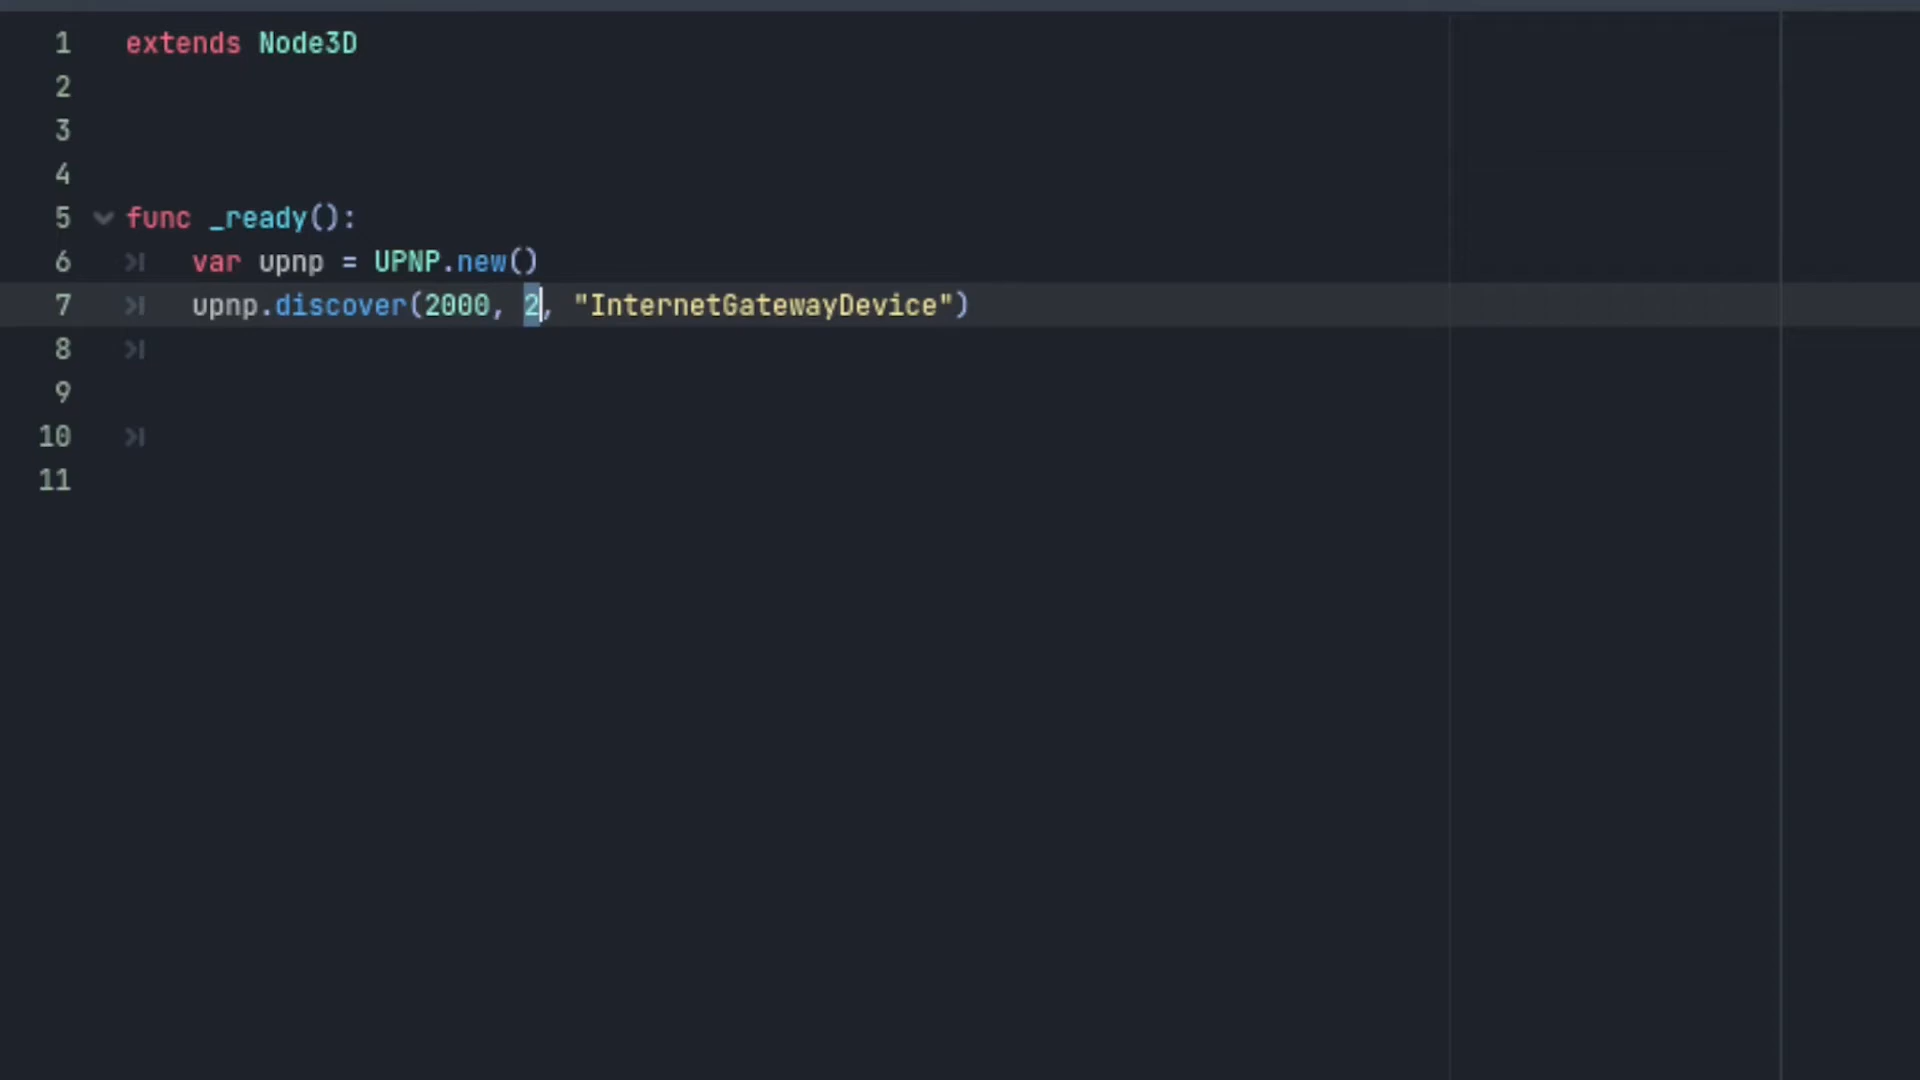 1 extends Node3D
2
3
4
5 func _ready():
6 var upnp = UPNP.new()
7 upnp.discover(2000, 2, "InternetGatewayDevice")
8
9
10
11